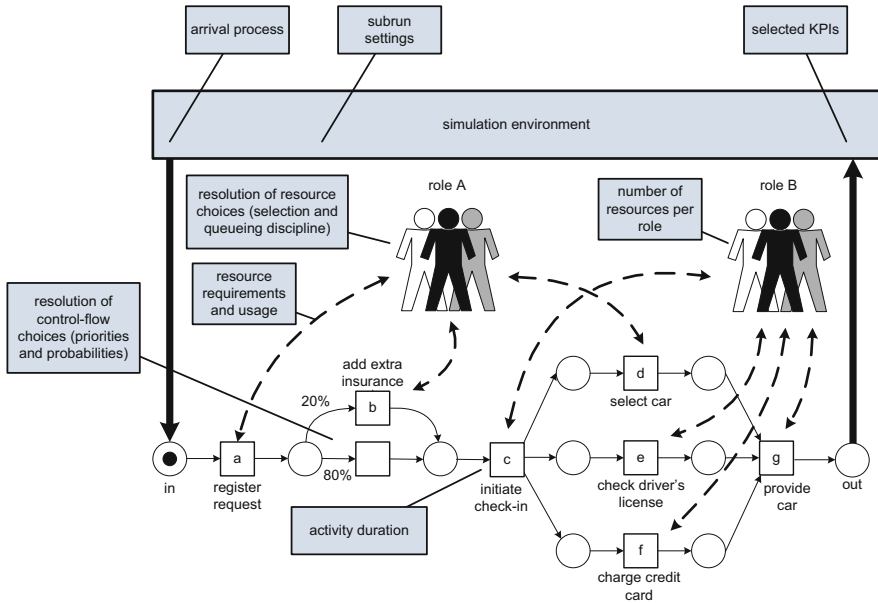 arrival process
subrun
settings
selected KPIs
simulation environment
resolution of resource
choices (selection and
queueing discipline)
role A
number of
resources per
role
role B
resource
requirements
and usage
resolution of
control-flow
choices (priorities
and probabilities)
add extra
insurance
20%
b
d
select car
80%
in
a
register
request
c
initiate
check-in
e
check driver's
license
g
provide
car
out
activity duration
f
charge credit
card